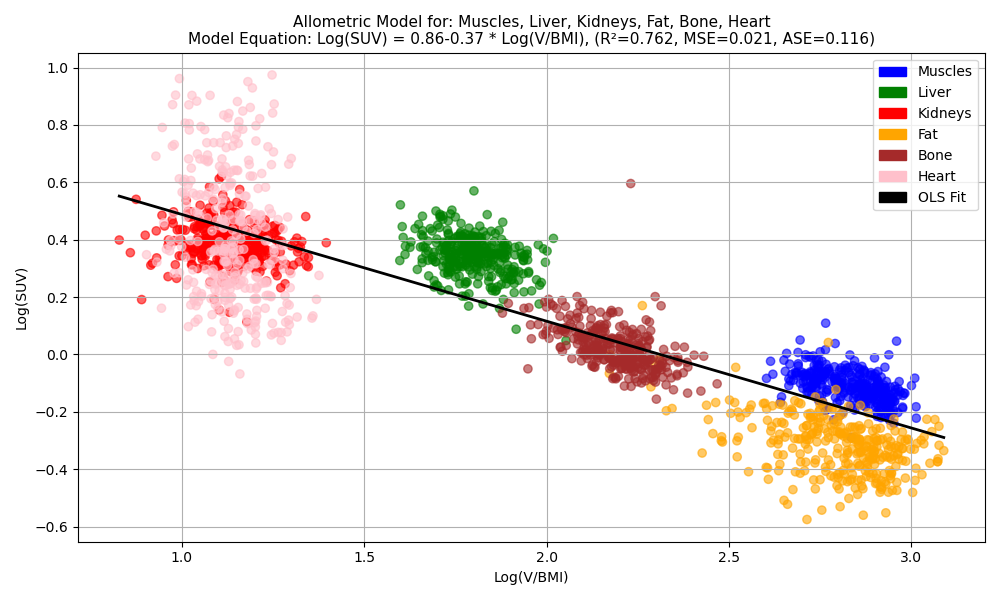 Allometric Model for: Muscles, Liver, Kidneys, Fat, Bone, Heart
Model Equation: Log(SUV) = 0.86-0.37 * Log(V/BMI), (R²=0.762, MSE=0.021, ASE=0.116)
Log(SUV)
1.0
0.8
0.6
0.4
0.2
0.0
−0.2
−0.4
−0.6
Muscles
Liver
Kidneys
Fat
Bone
Heart
OLS Fit
1.0 1.5 2.0 2.5 3.0
Log(V/BMI)